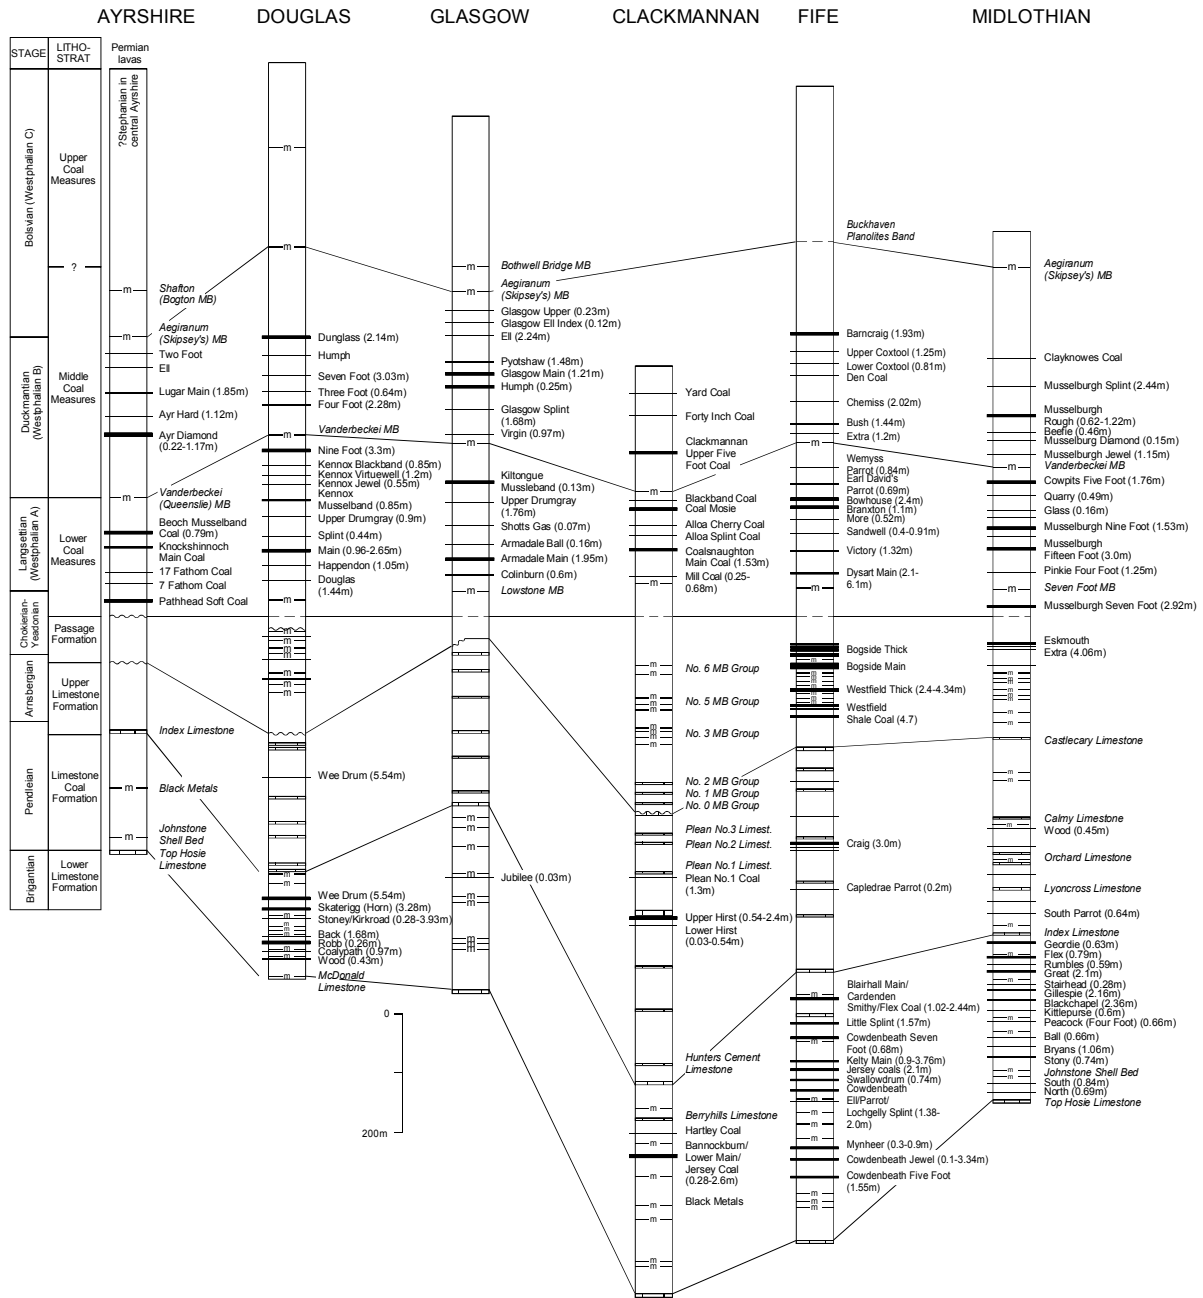 AYRSHIRE
DOUGLAS
GLASGOW
CLACKMANNAN
FIFE
MIDLOTHIAN
STAGE
LITHO-
STRAT
Permian
lavas
Bolsvian (Westphalian C)
Duckmantian
(Westphalian B)
Langsettian
(Westphalian A)
Chokierian-
Yeadonian
Arnsbergian
Pendleian
Brigantian
Upper
Coal
Measures
?
Middle
Coal
Measures
Lower
Coal
Measures
Passage
Formation
Upper
Limestone
Formation
Limestone
Coal
Formation
Lower
Limestone
Formation
?Stephanian in
central Ayrshire
m
Shafton
(Bogton MB)
m
Aegiranum
(Skipsey's) MB
Two Foot
Ell
Lugar Main (1.85m)
Ayr Hard (1.12m)
Ayr Diamond
(0.22-1.17m)
m
Vanderbeckei
(Queenslie) MB
Beoch Musselband
Coal (0.79m)
Knockshinnoch
Main Coal
17 Fathom Coal
7 Fathom Coal
Pathhead Soft Coal
Index Limestone
m
Black Metals
m
Johnstone
Shell Bed
Top Hosie
Limestone
m
m
Dunglass (2.14m)
Humph
Seven Foot (3.03m)
Three Foot (0.64m)
Four Foot (2.28m)
m
Vanderbeckei MB
Nine Foot (3.3m)
Kennox Blackband (0.85m)
Kennox Virtuewell (1.2m)
Kennox Jewel (0.55m)
Kennox
Musselband (0.85m)
Upper Drumgray (0.9m)
Splint (0.44m)
Main (0.96-2.65m)
Happendon (1.05m)
Douglas
(1.44m)
m
m
m
m
m
m
m
m
Wee Drum (5.54m)
m
m
Wee Drum (5.54m)
Skaterigg (Horn) (3.28m)
Stoney/Kirkroad (0.28-3.93m)
m
m
m
Back (1.68m)
Robb (0.26m)
Coalypath (0.97m)
Wood (0.43m)
m
McDonald
Limestone
m
Bothwell Bridge MB
m
Aegiranum
(Skipsey's) MB
Glasgow Upper (0.23m)
Glasgow Ell Index (0.12m)
Ell (2.24m)
Pyotshaw (1.48m)
Glasgow Main (1.21m)
Humph (0.25m)
Glasgow Splint
(1.68m)
Virgin (0.97m)
m
Kiltongue
Mussleband (0.13m)
Upper Drumgray
(1.76m)
Shotts Gas (0.07m)
Armadale Ball (0.16m)
Armadale Main (1.95m)
Colinburn (0.6m)
m
Lowstone MB
m
m
m
Jubilee (0.03m)
m
m
m
m
m
m
0
200m
Yard Coal
Forty Inch Coal
Clackmannan
Upper Five
Foot Coal
m
Blackband Coal
Coal Mosie
Alloa Cherry Coal
Alloa Splint Coal
Coalsnaughton
Main Coal (1.53m)
Mill Coal (0.25-
0.68m)
m
m
No. 6 MB Group
m
m
m
No. 5 MB Group
m
m
m
m
No. 3 MB Group
No. 2 MB Group
No. 1 MB Group
No. 0 MB Group
Plean No.3 Limest.
Plean No.2 Limest.
Plean No.1 Limest.
Plean No.1 Coal
(1.3m)
Upper Hirst (0.54-2.4m)
Lower Hirst
(0.03-0.54m)
Hunters Cement
Limestone
m
Berryhills Limestone
Hartley Coal
m
Bannockburn/
Lower Main/
Jersey Coal
(0.28-2.6m)
m
Black Metals
m
m
m
m
Buckhaven
Planolites Band
Barncraig (1.93m)
Upper Coxtool (1.25m)
Lower Coxtool (0.81m)
Den Coal
Chemiss (2.02m)
Bush (1.44m)
Extra (1.2m)
m
Wemyss
Parrot (0.84m)
Earl David's
Parrot (0.69m)
Bowhouse (2.4m)
Branxton (1.1m)
More (0.52m)
Sandwell (0.4-0.91m)
Victory (1.32m)
Dysart Main (2.1-
6.1m)
m
Bogside Thick
m
Bogside Main
m
m
m
Westfield Thick (2.4-4.34m)
m
m
Westfield
Shale Coal (4.7)
Craig (3.0m)
Capledrae Parrot (0.2m)
Blairhall Main/
m
Cardenden
Smithy/Flex Coal (1.02-2.44m)
Little Splint (1.57m)
m
Cowdenbeath Seven
Foot (0.68m)
Kelty Main (0.9-3.76m)
Jersey coals (2.1m)
Swallowdrum (0.74m)
Cowdenbeath
Ell/Parrot/
Lochgelly Splint (1.38-
2.0m)
m
m
m
m
Mynheer (0.3-0.9m)
Cowdenbeath Jewel (0.1-3.34m)
Cowdenbeath Five Foot
(1.55m)
m
m
m
m
Aegiranum
(Skipsey's) MB
Clayknowes Coal
Musselburgh Splint (2.44m)
Musselburgh
Rough (0.62-1.22m)
Beefie (0.46m)
Musselburg Diamond (0.15m)
Musselburgh Jewel (1.15m)
m
Vanderbeckei MB
Cowpits Five Foot (1.76m)
Quarry (0.49m)
Glass (0.16m)
Musselburgh Nine Foot (1.53m)
Musselburgh
Fifteen Foot (3.0m)
Pinkie Four Foot (1.25m)
m
Seven Foot MB
Musselburgh Seven Foot (2.92m)
Eskmouth
Extra (4.06m)
m
m
m
m
m
m
Castlecary Limestone
m
m
Calmy Limestone
m
Wood (0.45m)
Orchard Limestone
Lyoncross Limestone
South Parrot (0.64m)
m
Index Limestone
Geordie (0.63m)
m
Flex (0.79m)
Rumbles (0.59m)
Great (2.1m)
m
Stairhead (0.28m)
Gillespie (2.16m)
Blackchapel (2.36m)
Kittlepurse (0.6m)
m
Peacock (Four Foot) (0.66m)
m
Ball (0.66m)
Bryans (1.06m)
Stony (0.74m)
m
Johnstone Shell Bed
m
South (0.84m)
North (0.69m)
Top Hosie Limestone